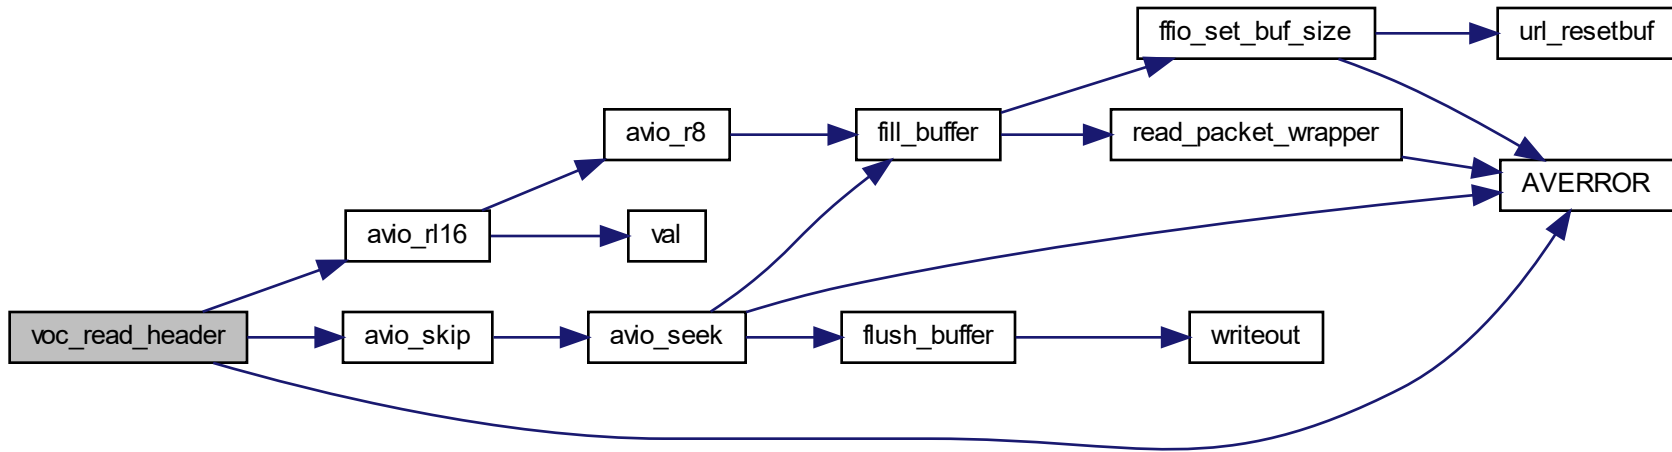 ffio_set_buf_size
url_resetbuf
avio_r8
fill_buffer
read_packet_wrapper
AVERROR
avio_rl16
val
voc_read_header
avio_skip
avio_seek
flush_buffer
writeout